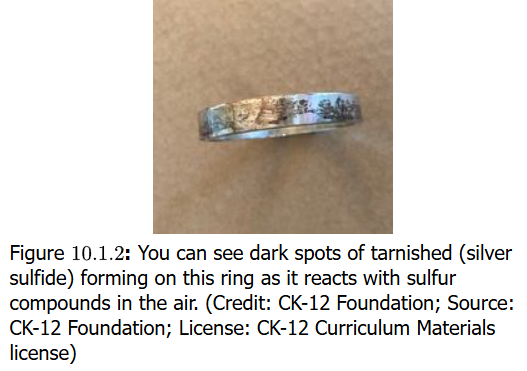 Figure 10.1.2: You can see dark spots of tarnished (silver
sulfide) forming on this ring as it reacts with sulfur
compounds in the air. (Credit: CK-12 Foundation; Source:
CK-12 Foundation; License: CK-12 Curriculum Materials
license)